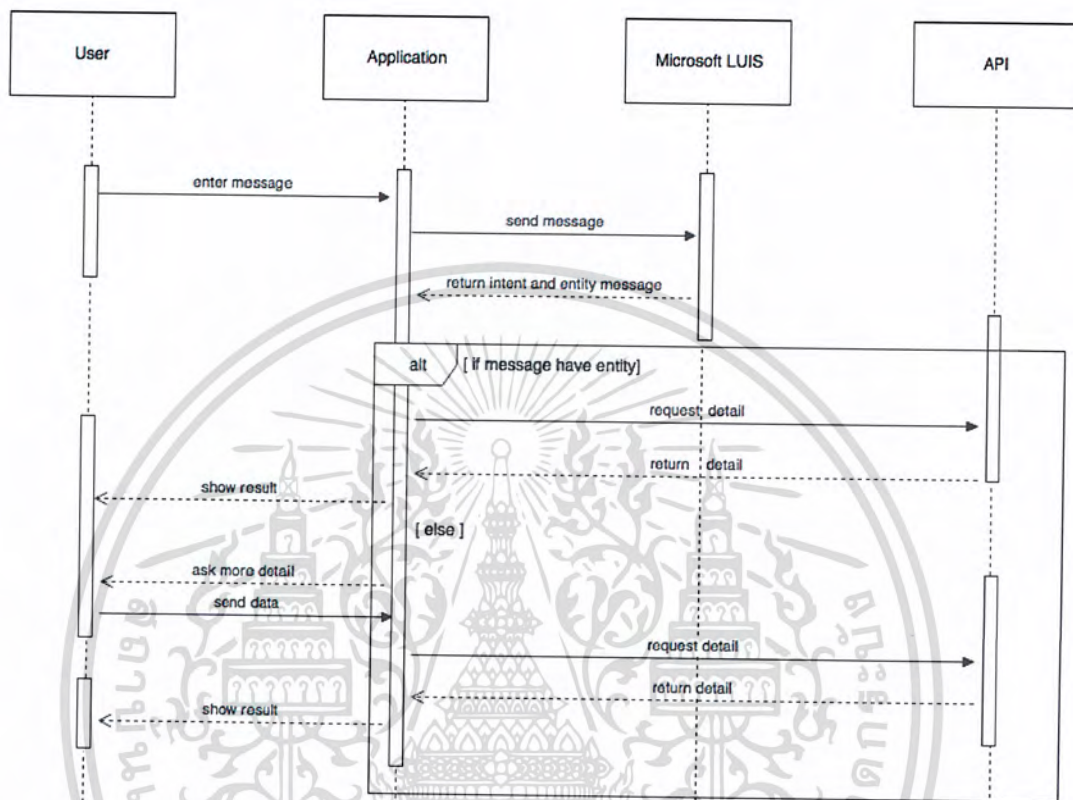 User
Application
Microsoft LUIS
API
enter message
send message
return intent and entity message
alt
[ if message have entity]
request detail
return detail
show result
[ else ]
ask more detail
send data
request detail
return detail
show result